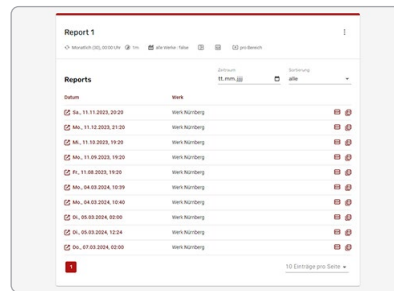 Report 1
Monatlich (30), 00:00 Uhr 1m alle Werke: False pro Bereich
Zeitraum
Sortierung
Reports tt.mm.jjjj alle
Datum Werk
Sa., 11.11.2023, 20:20 Werk Nürnberg
Mo., 11.12.2023, 21:20 Werk Nürnberg
Mi., 11.10.2023, 19:20 Werk Nürnberg
Mo., 11.09.2023, 19:20 Werk Nürnberg
Fr., 11.08.2023, 19:20 Werk Nürnberg
Mo., 04.03.2024, 10:39 Werk Nürnberg
Mo., 04.03.2024, 10:40 Werk Nürnberg
Di., 05.03.2024, 02:00 Werk Nürnberg
Di., 05.03.2024, 12:24 Werk Nürnberg
Do., 07.03.2024, 02:00 Werk Nürnberg
1 10 Einträge pro Seite